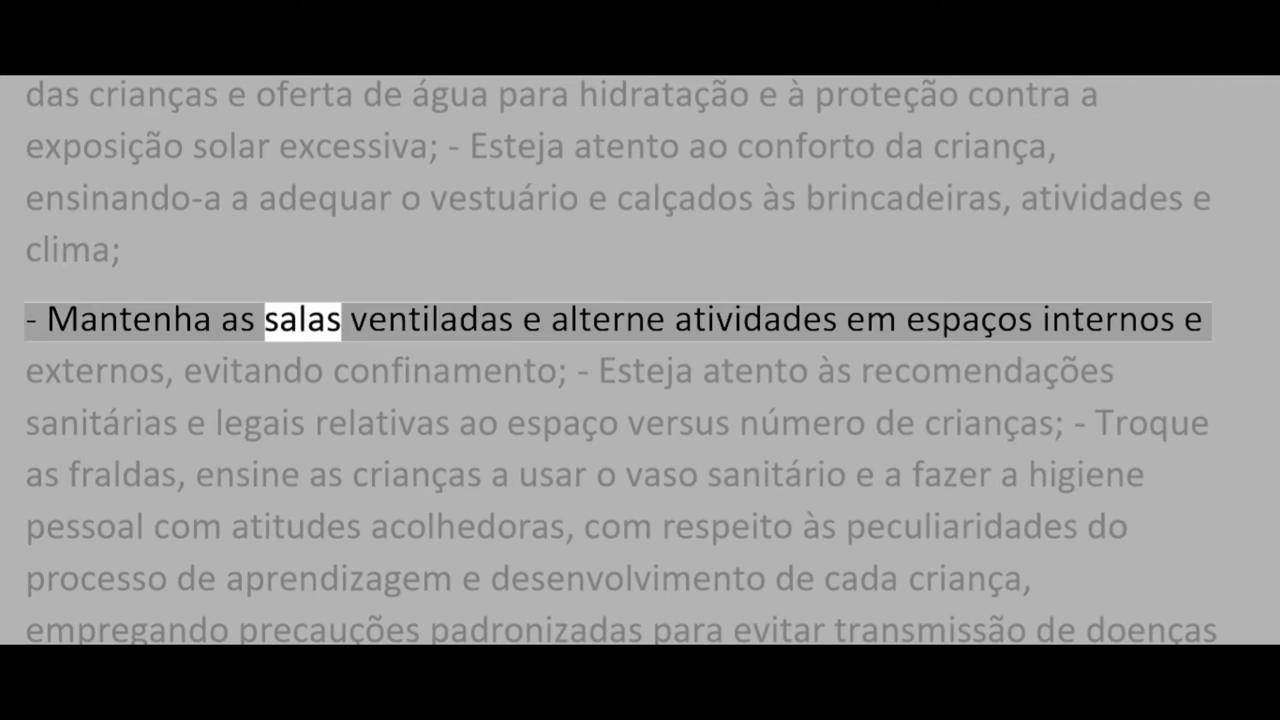 das crianças e oferta de água para hidratação e à proteção contra a
exposição solar excessiva; - Esteja atento ao conforto da criança,
ensinando-a a adequar o vestuário e calçados às brincadeiras, atividades e
clima;
- Mantenha as salas ventiladas e alterne atividades em espaços internos e
externos, evitando confinamento; - Esteja atento às recomendações
sanitárias e legais relativas ao espaço versus número de crianças; - Troque
as fraldas, ensine as crianças a usar o vaso sanitário e a fazer a higiene
pessoal com atitudes acolhedoras, com respeito às peculiaridades do
processo de aprendizagem e desenvolvimento de cada criança,
empregando precauções padronizadas para evitar transmissão de doenças